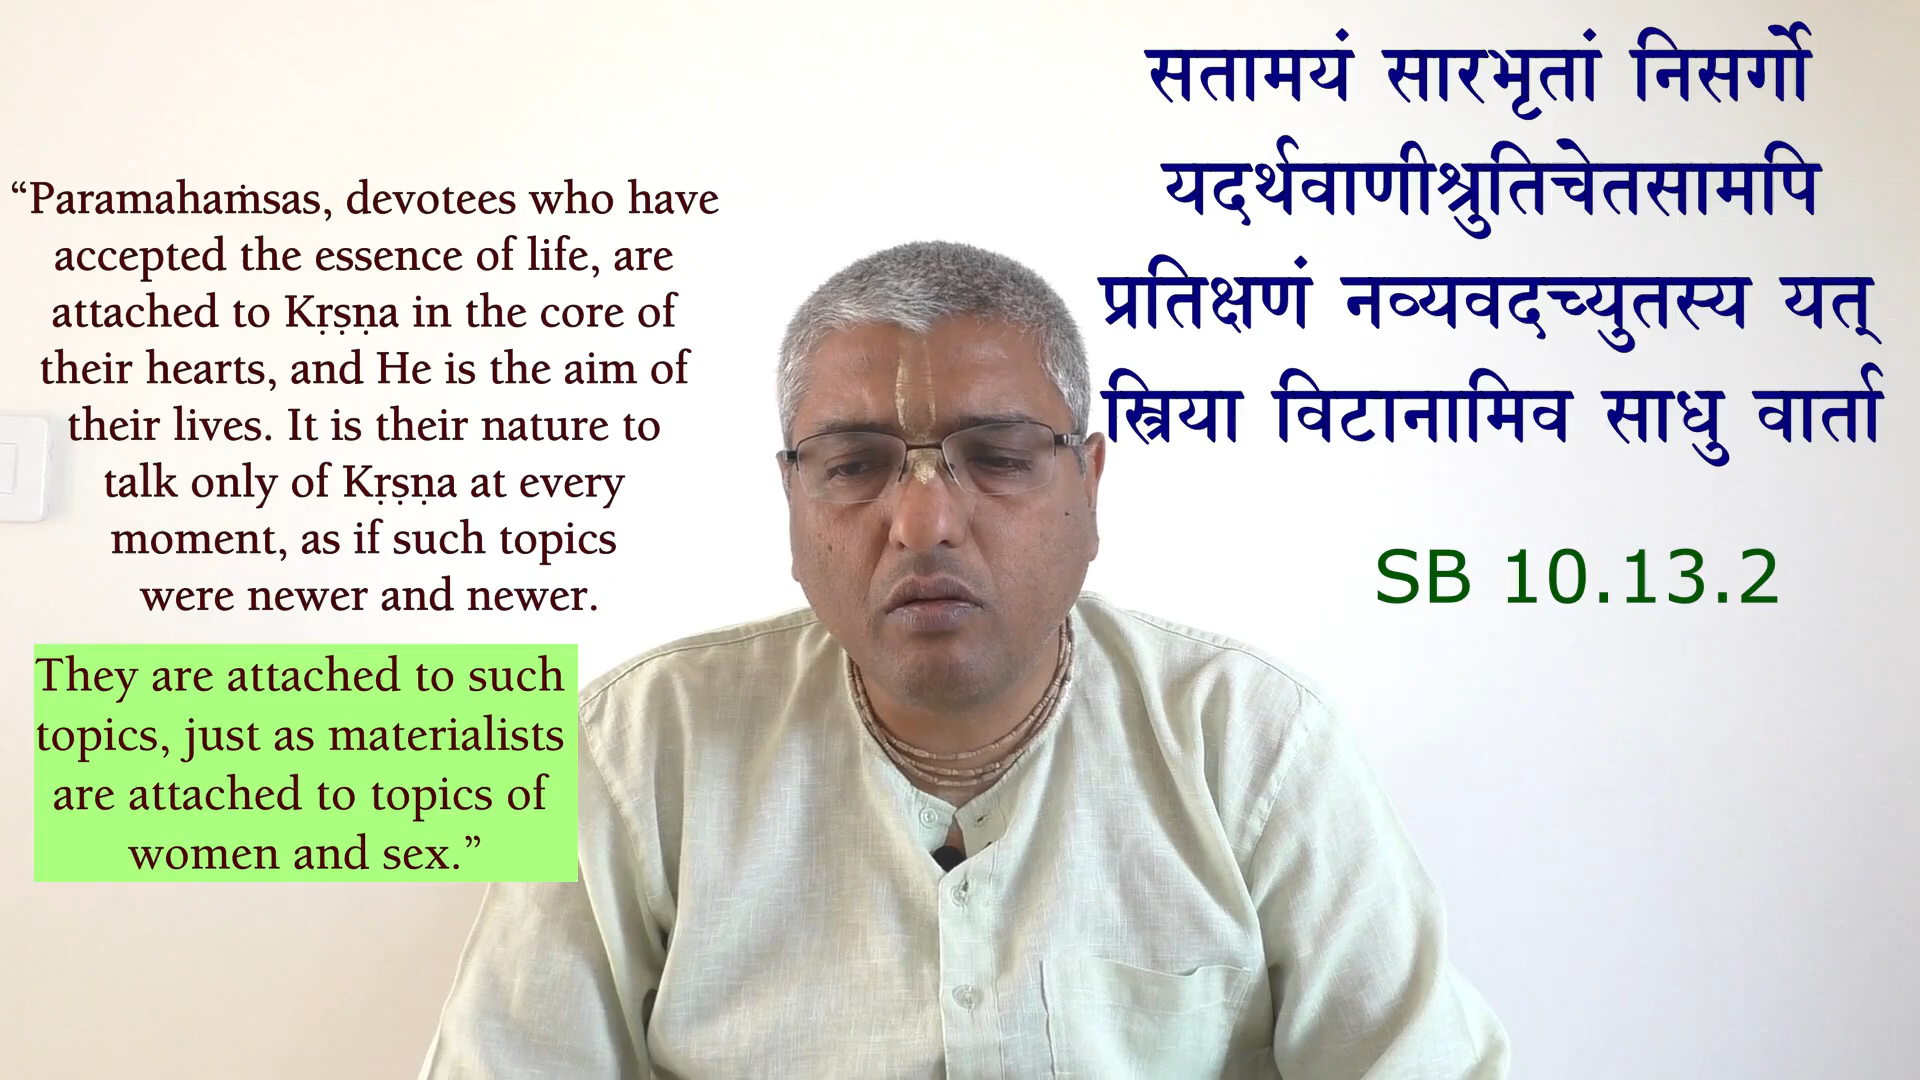 “Paramahaṁsas, devotees who have
accepted the essence of life, are
attached to Kṛṣṇa in the core of
their hearts, and He is the aim of
their lives. It is their nature to
talk only of Kṛṣṇa at every
moment, as if such topics
were newer and newer.
They are attached to such
topics, just as materialists
are attached to topics of
women and sex.”
सतामयं सारभृतां निसर्गो
यदर्थवाणीश्रुतिचेतसामपि
प्रतिक्षणं नव्यवदच्युतस्य यत्
स्त्रिया विटानामिव साधु वार्ता
SB 10.13.2